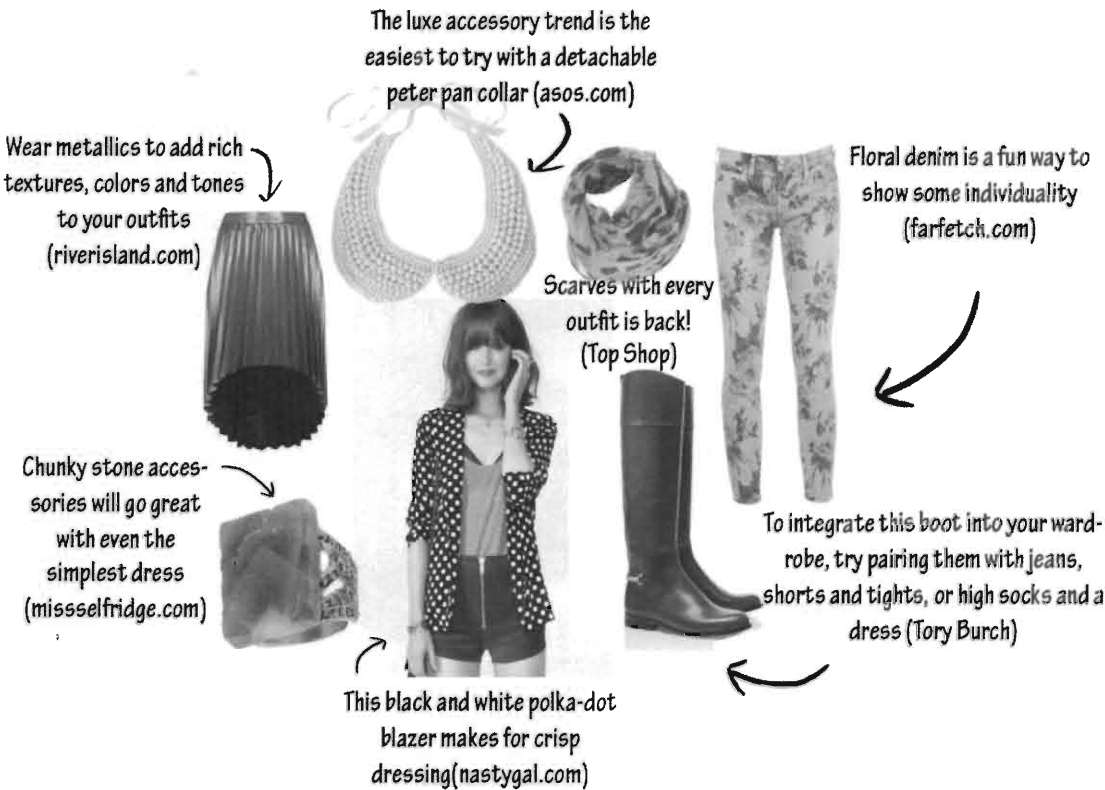 The luxe accessory trend is the
easiest to try with a detachable
peter pan collar (asos.com)
Wear metallics to add rich
textures, colors and tones
to your outfits
(riverisland.com)
Floral denim is a fun way to
show some individuality
(farfetch.com)
Scarves with every
outfit is back!
(Top Shop)
Chunky stone acces-
sories will go great
with even the
simplest dress
(missselfridge.com)
To integrate this boot into your ward-
robe, try pairing them with jeans,
shorts and tights, or high socks and a
dress (Tory Burch)
This black and white polka-dot
blazer makes for crisp
dressing(nastygal.com)